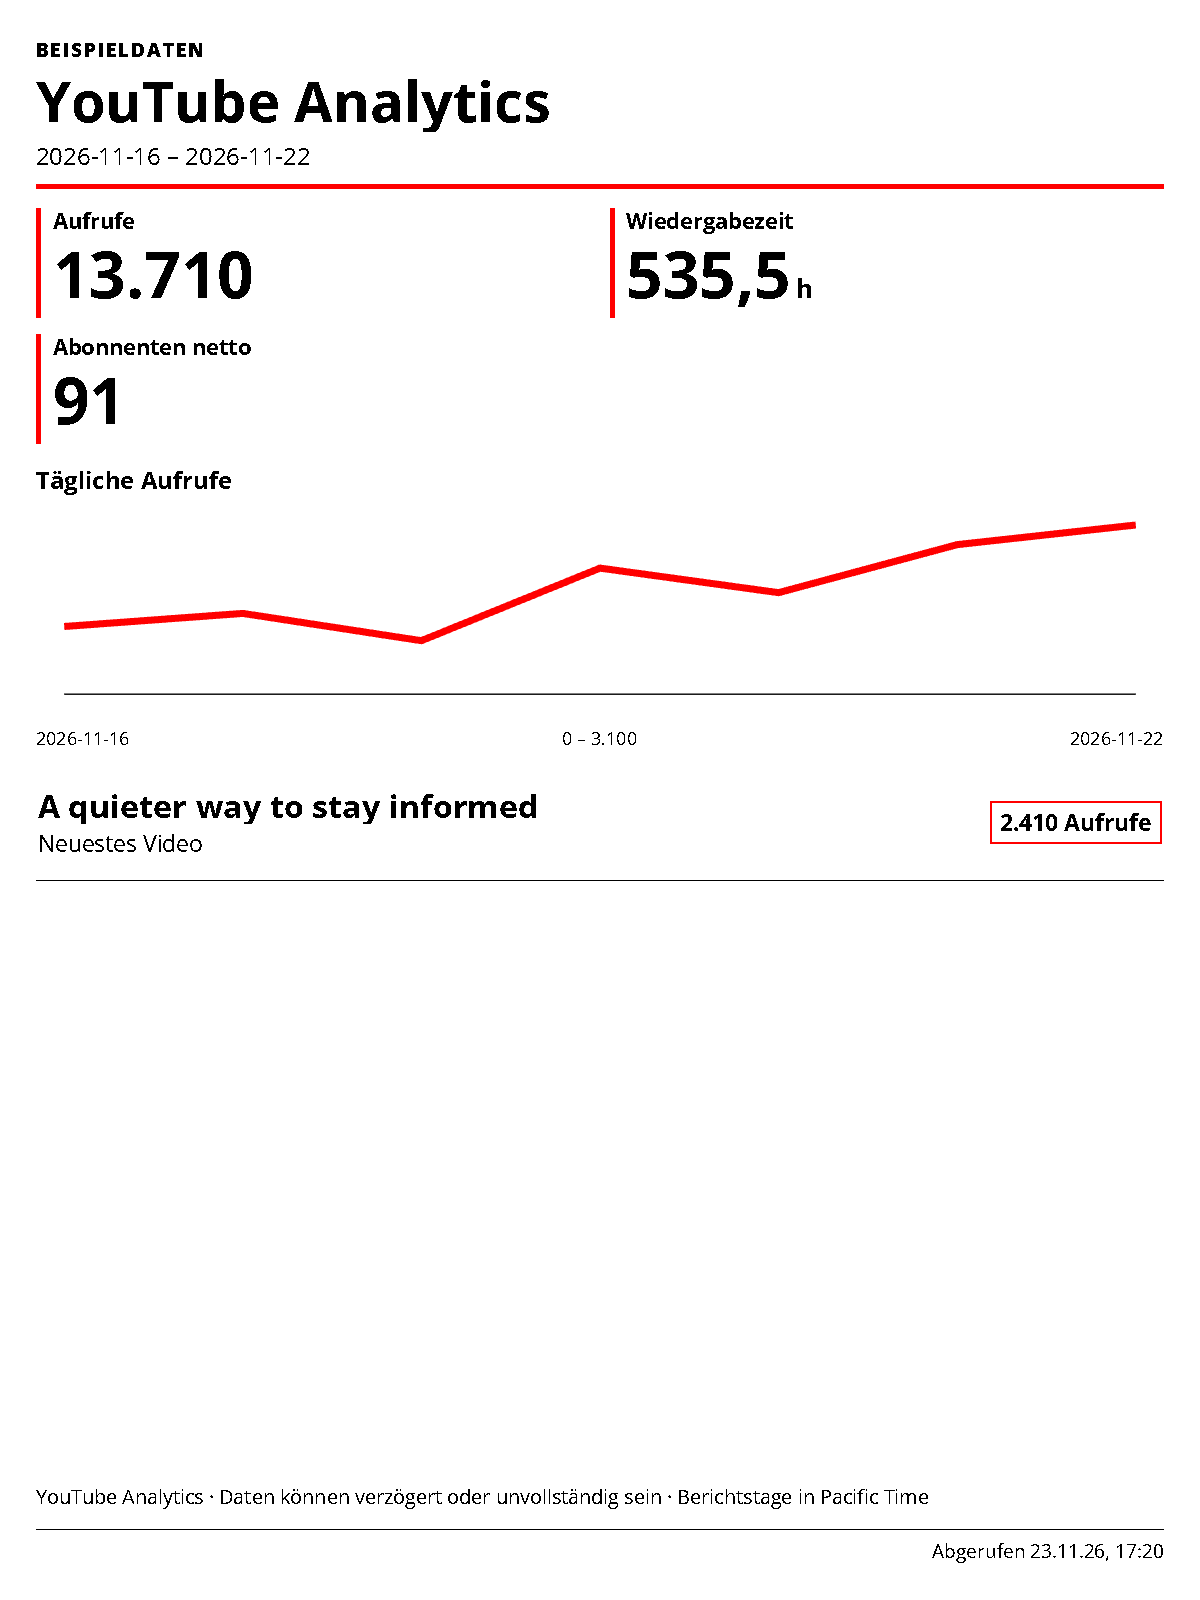 BEISPIELDATEN
YouTube Analytics
2026-11-16 – 2026-11-22
Aufrufe
13.710
Wiedergabezeit
535,5 h
Abonnenten netto
91
Tägliche Aufrufe
2026-11-16
0 – 3.100
2026-11-22
A quieter way to stay informed
Neuestes Video
2.410 Aufrufe
YouTube Analytics · Daten können verzögert oder unvollständig sein · Berichtstage in Pacific Time
Abgerufen 23.11.26, 17:20